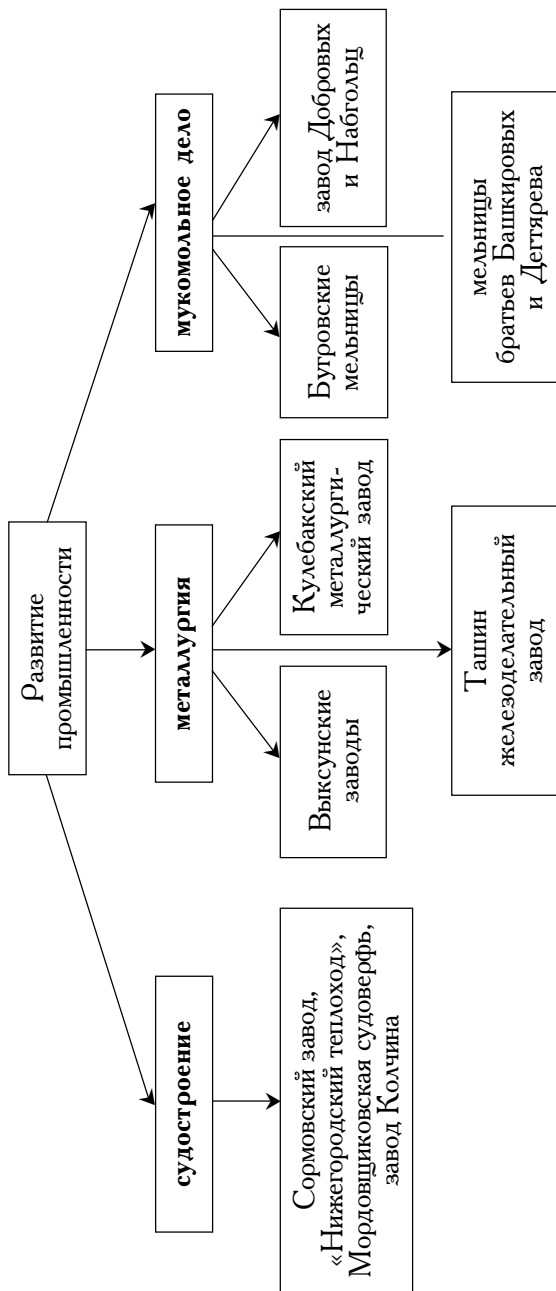 Развитие
промышленности
судостроение
металлургия
мукомольное дело
Сормовский завод,
«Нижегородский теплоход»,
Мордовщиковская судоверфь,
завод Колчина
Выксунские
заводы
Кулебакский
металлурги-
ческий завод
Бугровские
мельницы
завод Добровых
и Набгольц
Ташин
железоделательный
завод
мельницы
братьев Башкировых
и Дегтярева